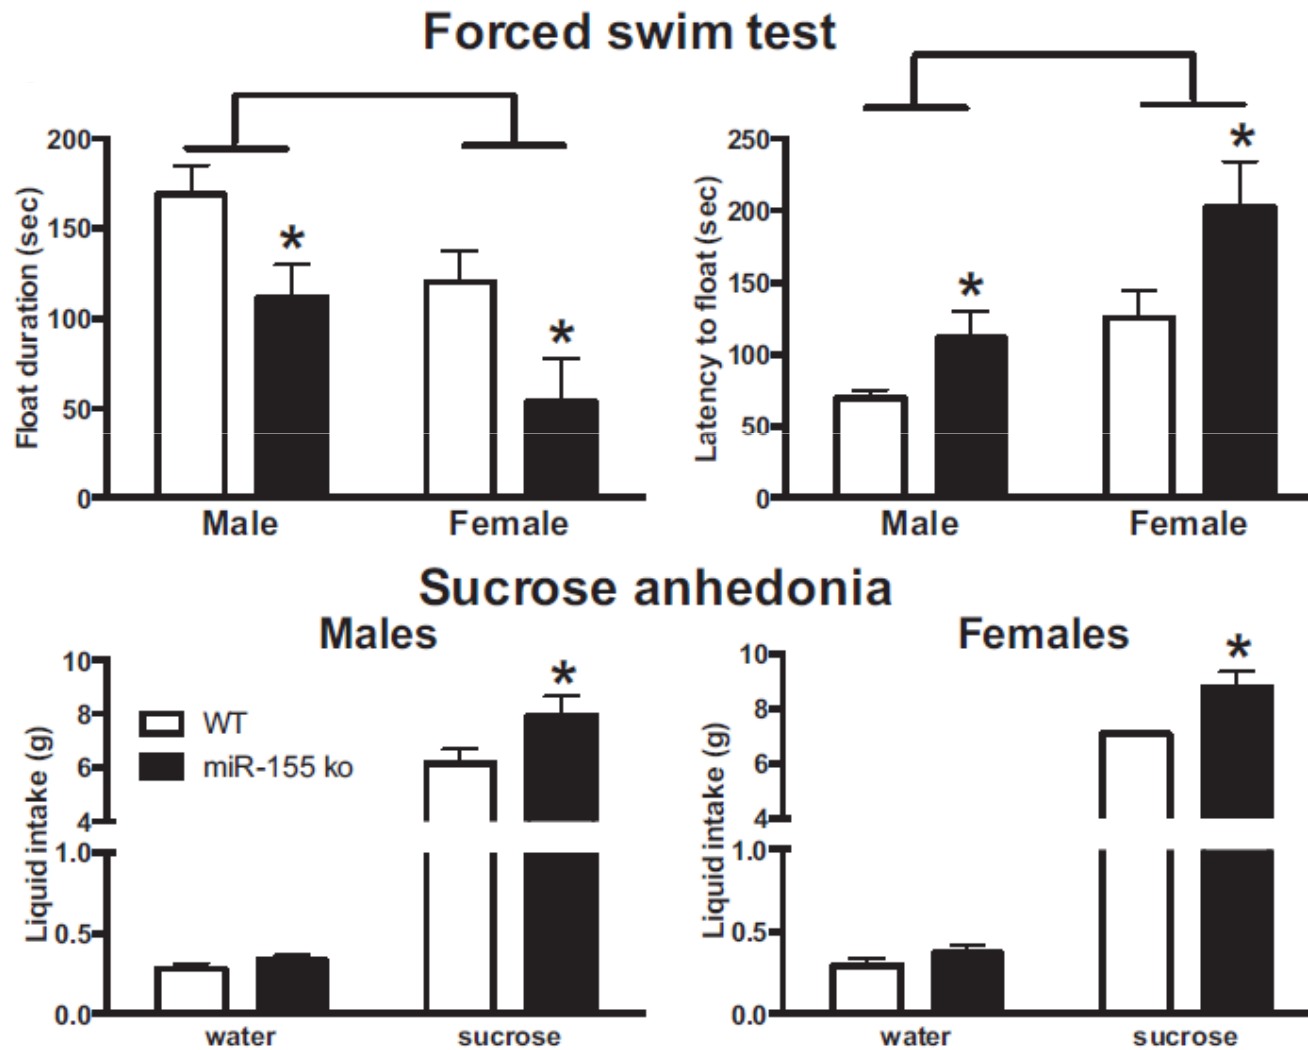 Forced swim test
Float duration (sec)
200
150
100
50
0
*
*
Male
Female
Latency to float (sec)
250
200
150
100
50
0
*
*
Male
Female
Sucrose anhedonia
Males
Liquid intake (g)
10
8
6
4
1.0
0.5
0.0
WT
miR-155 ko
*
water
sucrose
Females
Liquid intake (g)
10
8
6
4
1.0
0.5
0.0
*
water
sucrose